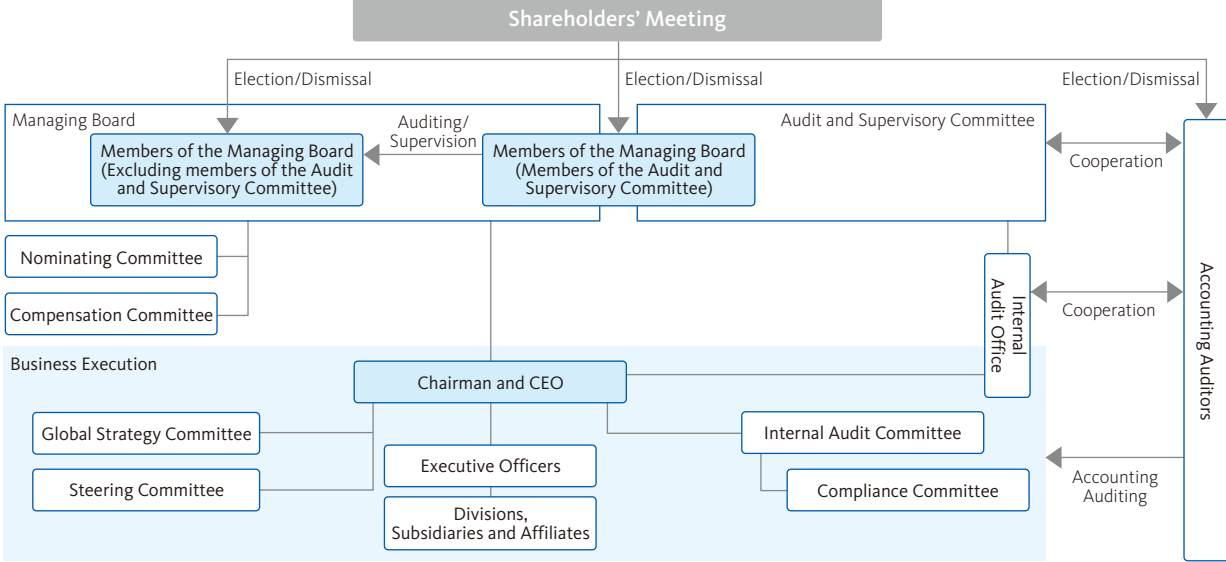 Shareholders’ Meeting
Election/Dismissal
Election/Dismissal
Election/Dismissal
Managing Board
Auditing/
Supervision
Audit and Supervisory Committee
Members of the Managing Board
(Excluding members of the Audit
and Supervisory Committee)
Members of the Managing Board
(Members of the Audit and
Supervisory Committee)
Cooperation
Nominating Committee
Compensation Committee
Internal
Audit Office
Cooperation
Accounting Auditors
Business Execution
Chairman and CEO
Global Strategy Committee
Steering Committee
Executive Officers
Divisions,
Subsidiaries and Affiliates
Internal Audit Committee
Compliance Committee
Accounting
Auditing